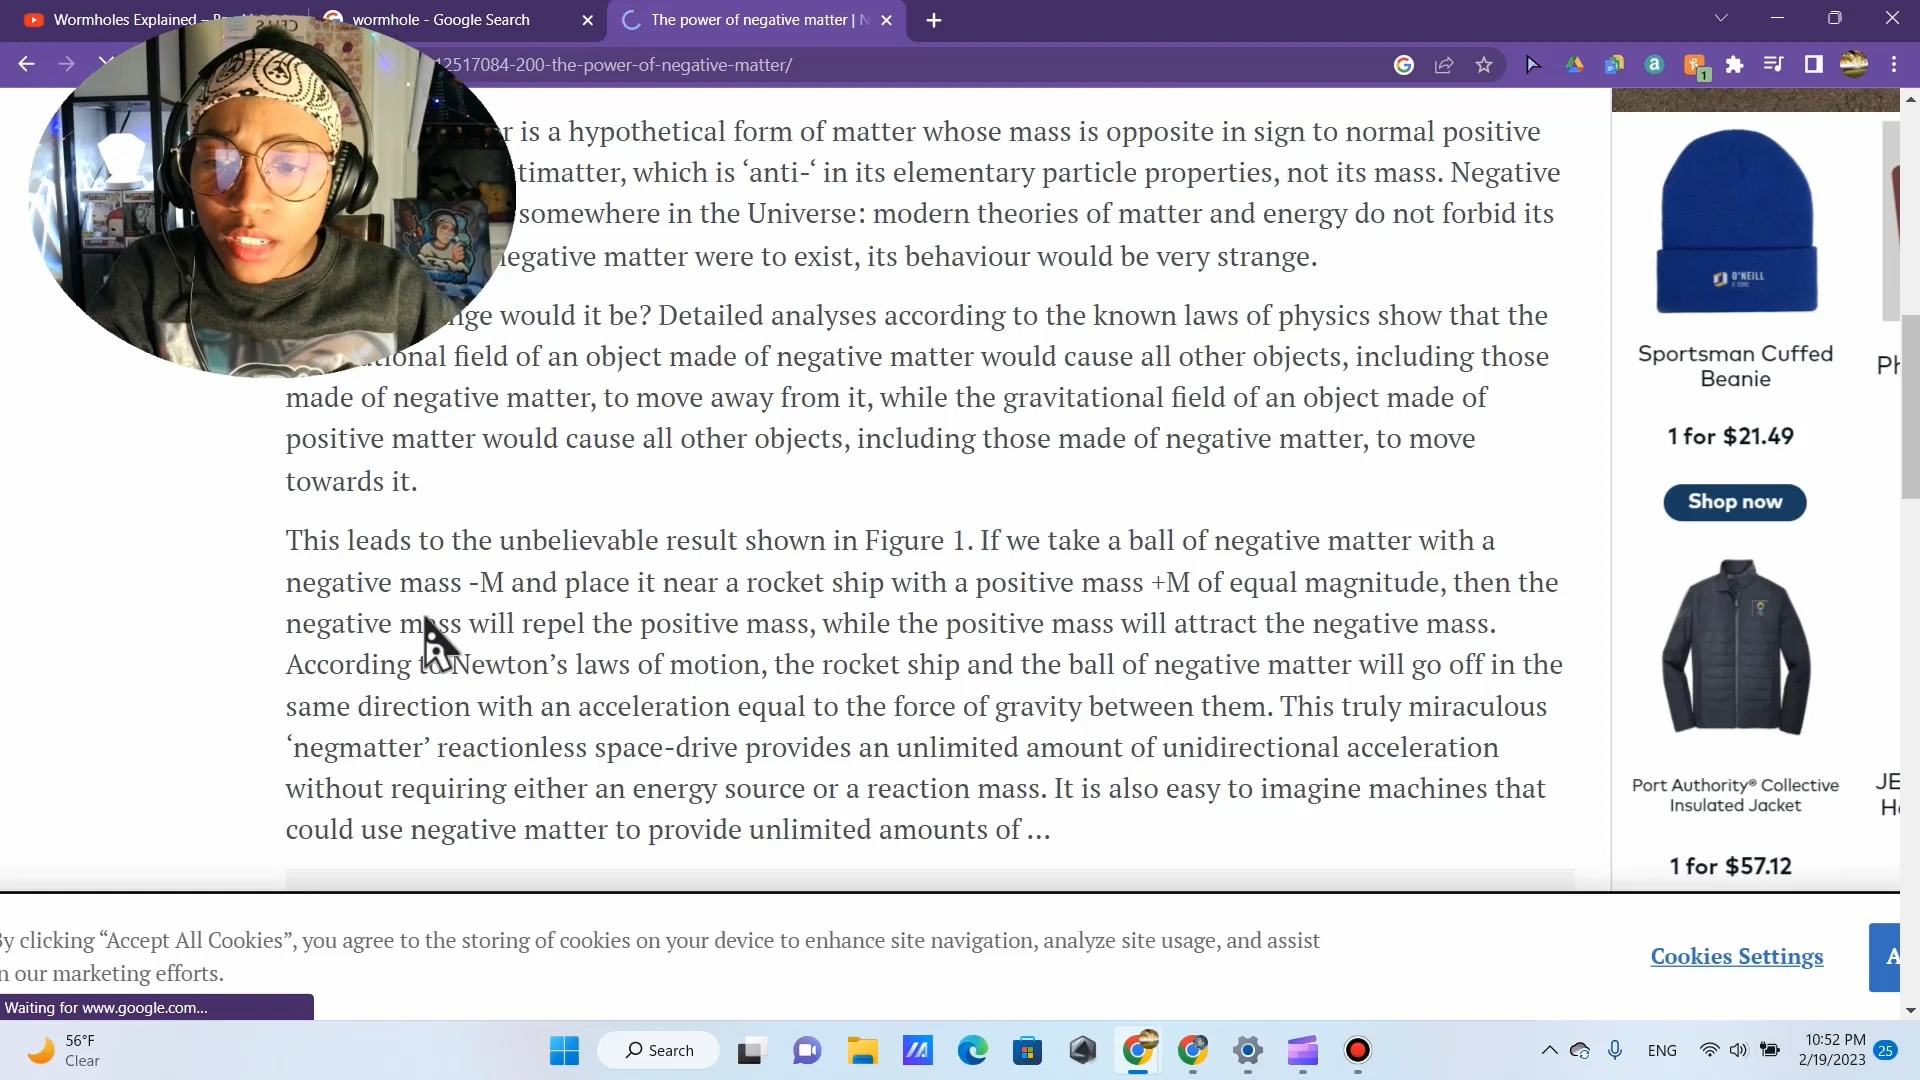 Wormholes Explained –
wormhole - Google Search
The power of negative matter | N
12517084-200-the-power-of-negative-matter/
1
r is a hypothetical form of matter whose mass is opposite in sign to normal positive
timatter, which is ‘anti-‘ in its elementary particle properties, not its mass. Negative
somewhere in the Universe: modern theories of matter and energy do not forbid its
negative matter were to exist, its behaviour would be very strange.
nge would it be? Detailed analyses according to the known laws of physics show that the
ational field of an object made of negative matter would cause all other objects, including those
made of negative matter, to move away from it, while the gravitational field of an object made of
positive matter would cause all other objects, including those made of negative matter, to move
towards it.
This leads to the unbelievable result shown in Figure 1. If we take a ball of negative matter with a
negative mass -M and place it near a rocket ship with a positive mass +M of equal magnitude, then the
negative mass will repel the positive mass, while the positive mass will attract the negative mass.
According to Newton’s laws of motion, the rocket ship and the ball of negative matter will go off in the
same direction with an acceleration equal to the force of gravity between them. This truly miraculous
‘negmatter’ reactionless space-drive provides an unlimited amount of unidirectional acceleration
without requiring either an energy source or a reaction mass. It is also easy to imagine machines that
could use negative matter to provide unlimited amounts of …
O'NEILL
Sportsman Cuffed
Beanie
1 for $21.49
Shop now
Port Authority® Collective
Insulated Jacket
1 for $57.12
Ph
JE
H
By clicking “Accept All Cookies”, you agree to the storing of cookies on your device to enhance site navigation, analyze site usage, and assist
n our marketing efforts.
Cookies Settings
A
Waiting for www.google.com...
56°F
Clear
Search
ENG
10:52 PM
2/19/2023
25